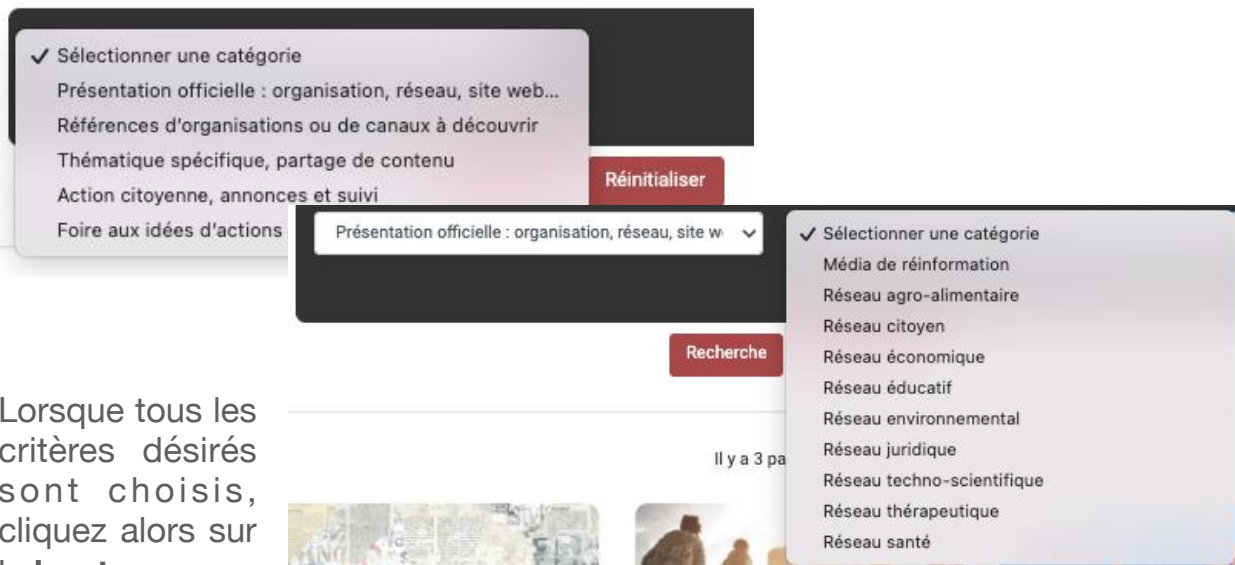 ✓ Sélectionner une catégorie
Présentation officielle : organisation, réseau, site web...
Références d'organisations ou de canaux à découvrir
Thématique spécifique, partage de contenu
Action citoyenne, annonces et suivi
Foire aux idées d'actions
Réinitialiser
Présentation officielle : organisation, réseau, site w
✓ Sélectionner une catégorie
Média de réinformation
Réseau agro-alimentaire
Réseau citoyen
Réseau économique
Réseau éducatif
Réseau environnemental
Réseau juridique
Réseau techno-scientifique
Réseau thérapeutique
Réseau santé
Recherche
Il y a 3 pa
Lorsque tous les
critères désirés
sont choisis,
cliquez alors sur